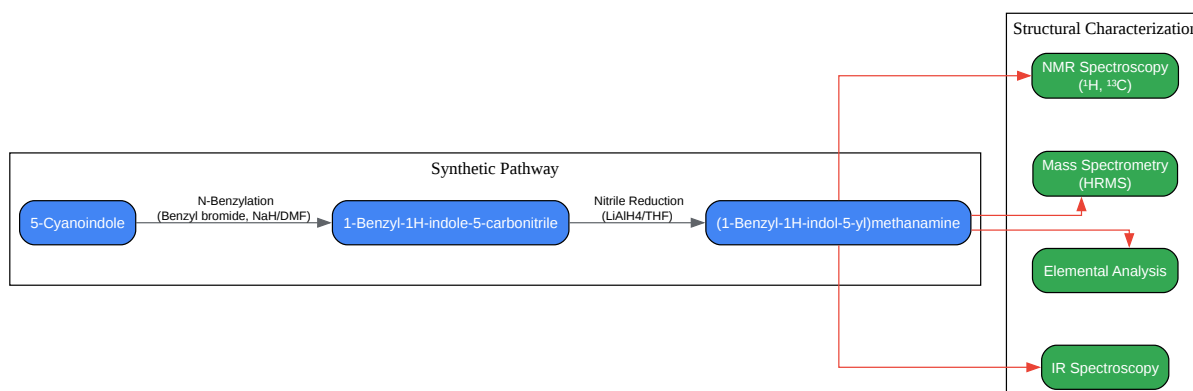 Structural Characterization
NMR Spectroscopy
(¹H, ¹³C)
Synthetic Pathway
Mass Spectrometry
(HRMS)
N-Benzylation
(Benzyl bromide, NaH/DMF)
Nitrile Reduction
(LiAlH4/THF)
5-Cyanoindole
1-Benzyl-1H-indole-5-carbonitrile
(1-Benzyl-1H-indol-5-yl)methanamine
Elemental Analysis
IR Spectroscopy